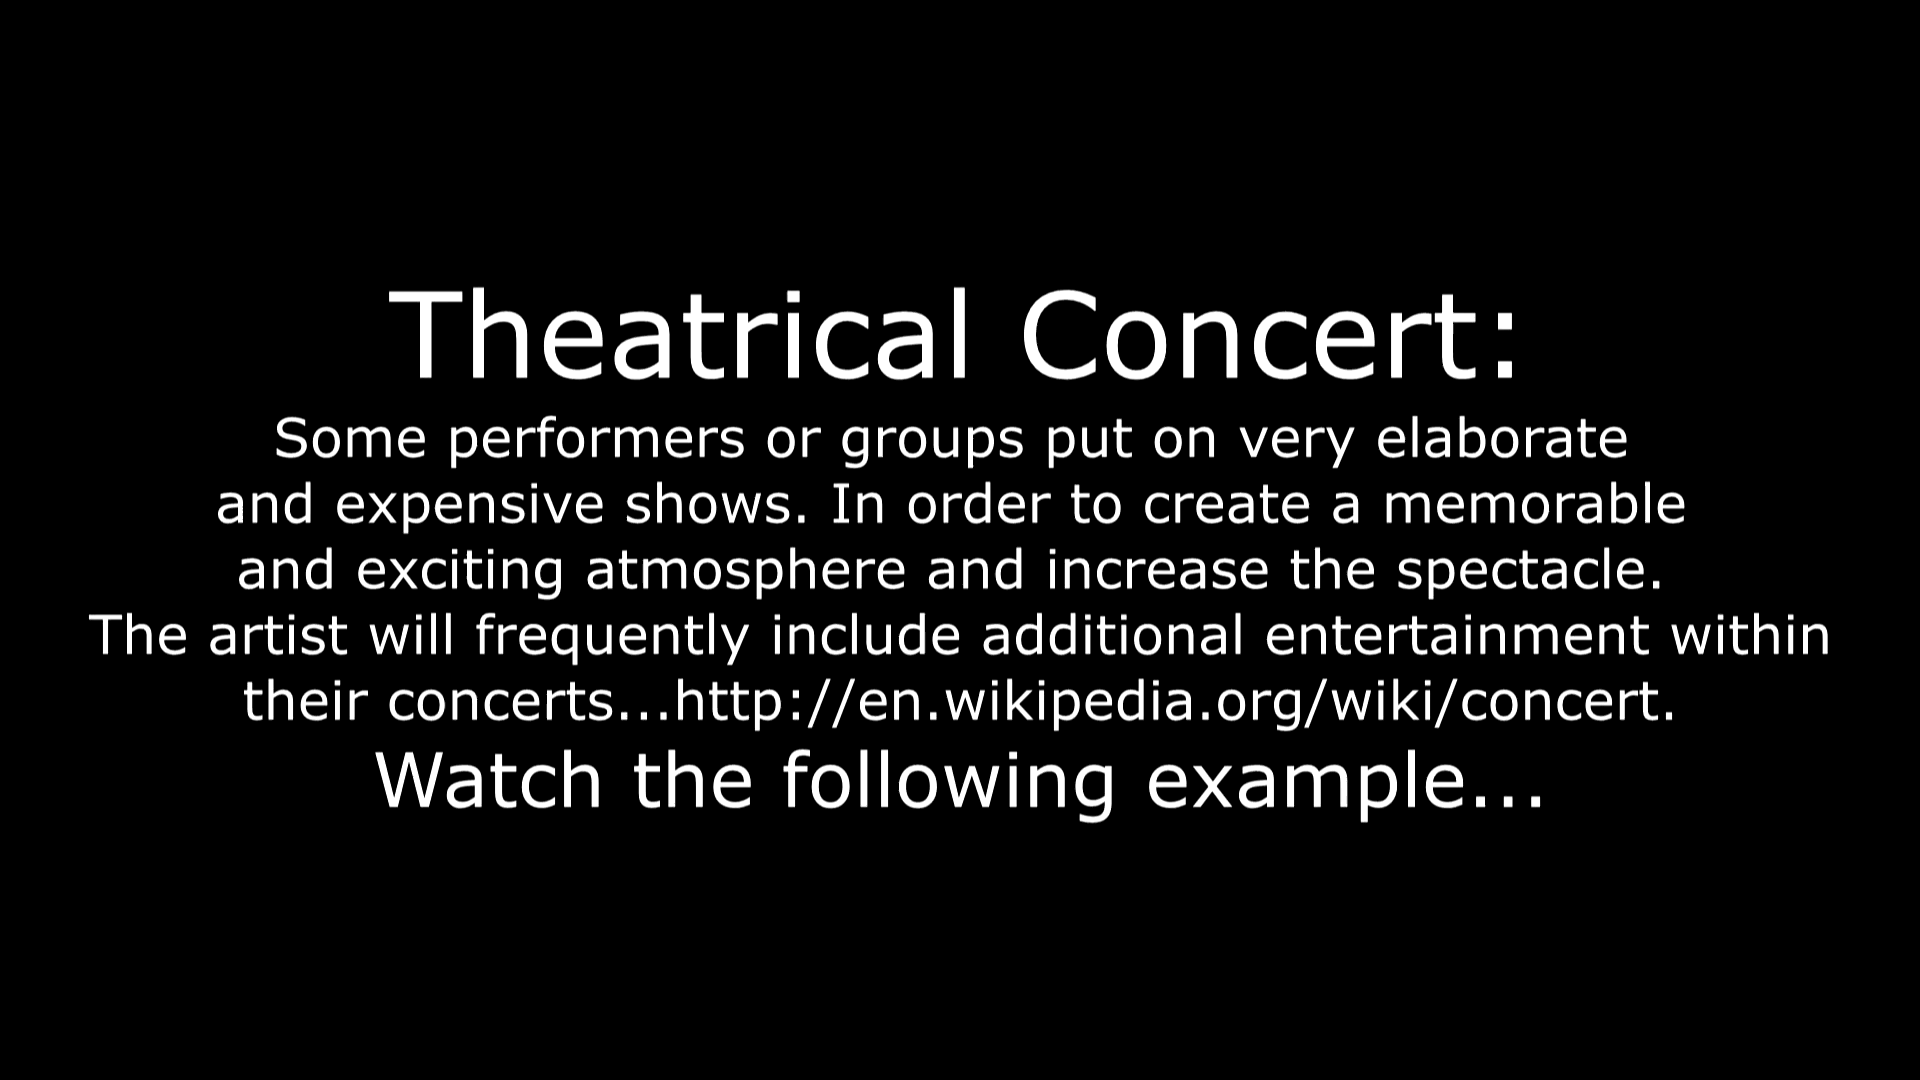 Theatrical Concert:
Some performers or groups put on very elaborate
and expensive shows. In order to create a memorable
and exciting atmosphere and increase the spectacle.
The artist will frequently include additional entertainment within
their concerts...http://en.wikipedia.org/wiki/concert.
Watch the following example...